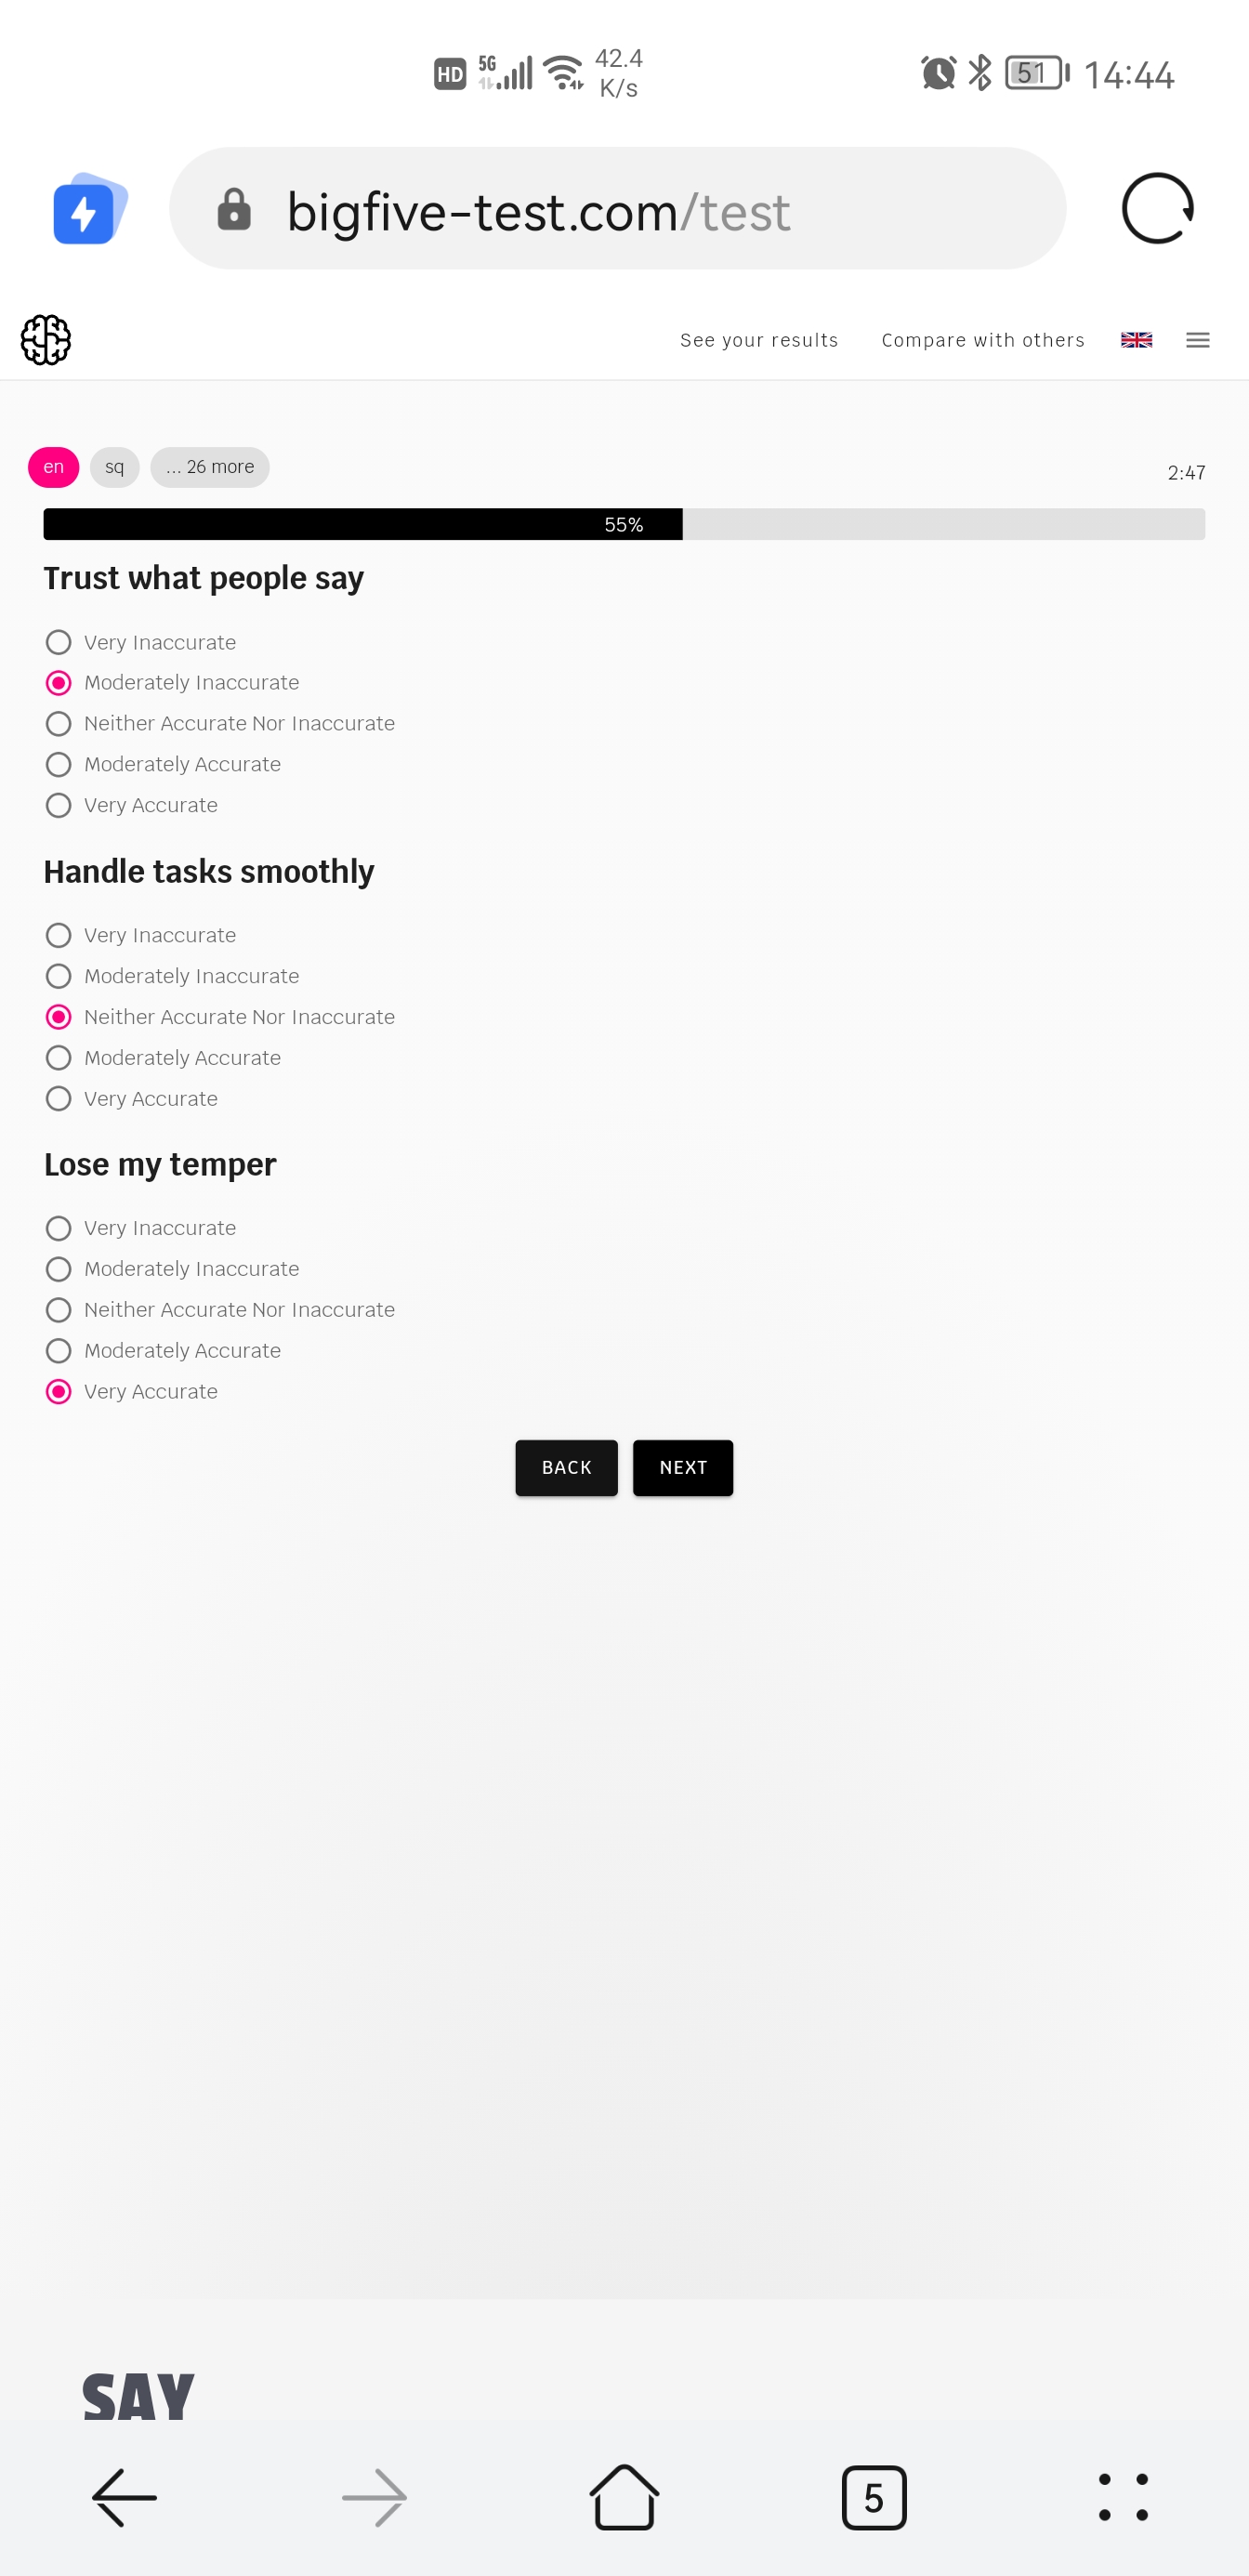 HD 5G 42.4 K/s 51 14:44
bigfive-test.com/test
See your results Compare with others
en sq ... 26 more 2:47
55%
Trust what people say
Very Inaccurate
Moderately Inaccurate
Neither Accurate Nor Inaccurate
Moderately Accurate
Very Accurate
Handle tasks smoothly
Very Inaccurate
Moderately Inaccurate
Neither Accurate Nor Inaccurate
Moderately Accurate
Very Accurate
Lose my temper
Very Inaccurate
Moderately Inaccurate
Neither Accurate Nor Inaccurate
Moderately Accurate
Very Accurate
BACK NEXT
SAY
5